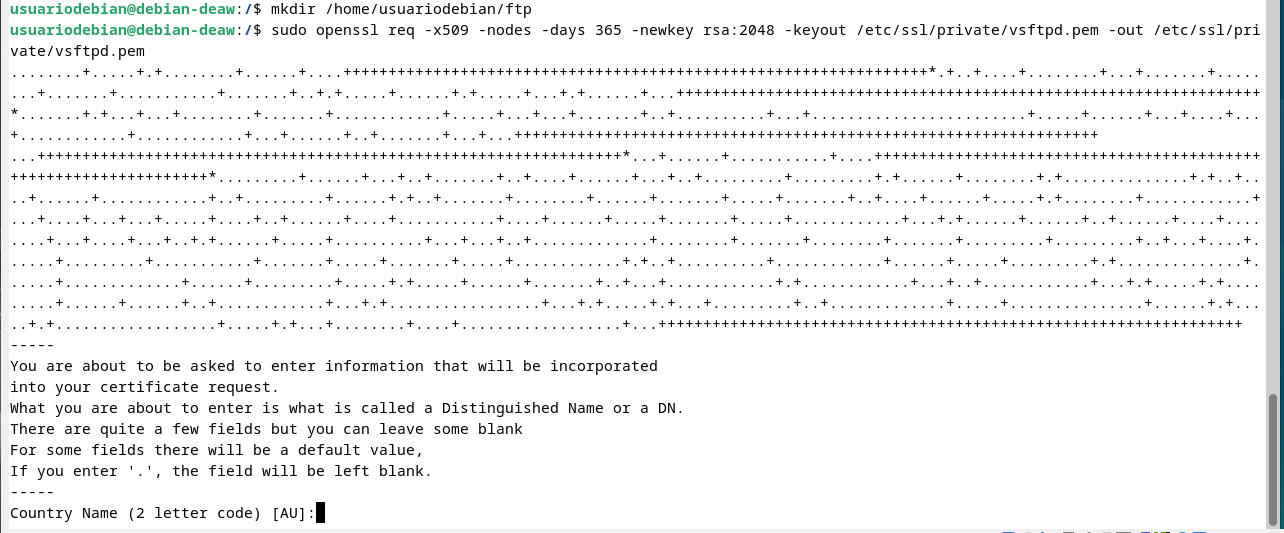 usuariodebian@debian-deaw:/$ mkdir /home/usuariodebian/ftp
usuariodebian@debian-deaw:/$ sudo openssl req -x509 -nodes -days 365 -newkey rsa:2048 -keyout /etc/ssl/private/vsftpd.pem -out /etc/ssl/pri
vate/vsftpd.pem
-----
You are about to be asked to enter information that will be incorporated
into your certificate request.
What you are about to enter is what is called a Distinguished Name or a DN.
There are quite a few fields but you can leave some blank
For some fields there will be a default value,
If you enter '.', the field will be left blank.
-----
Country Name (2 letter code) [AU]: